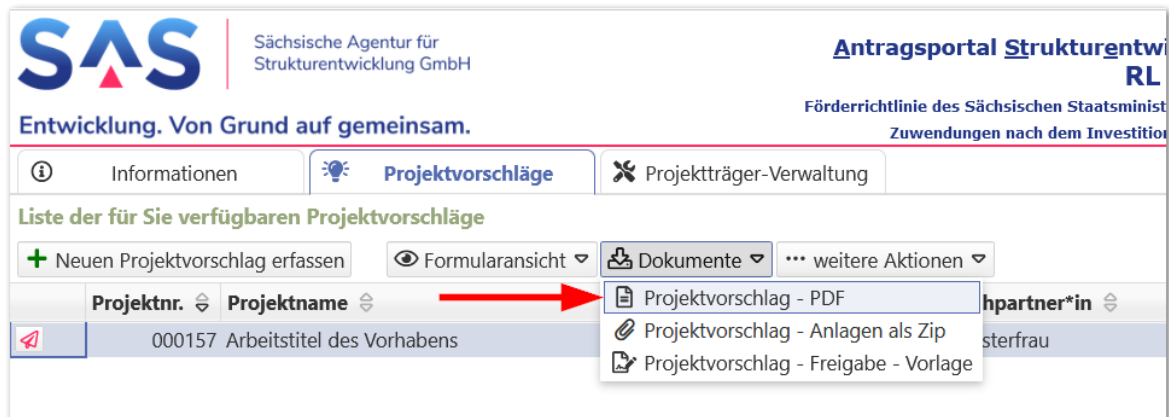 SAS
Sächsische Agentur für
Strukturentwicklung GmbH
Entwicklung. Von Grund auf gemeinsam.
Antragsportal Strukturentwi
RL
Förderrichtlinie des Sächsischen Staatsminist
Zuwendungen nach dem Investition
Informationen Projektvorschläge Projektträger-Verwaltung
Liste der für Sie verfügbaren Projektvorschläge
+ Neuen Projektvorschlag erfassen Formularansicht Dokumente ··· weitere Aktionen
Projektnr. Projektname hpartner*in
Projektvorschlag - PDF
000157 Arbeitstitel des Vorhabens sterfrau
Projektvorschlag - Anlagen als Zip
Projektvorschlag - Freigabe - Vorlage